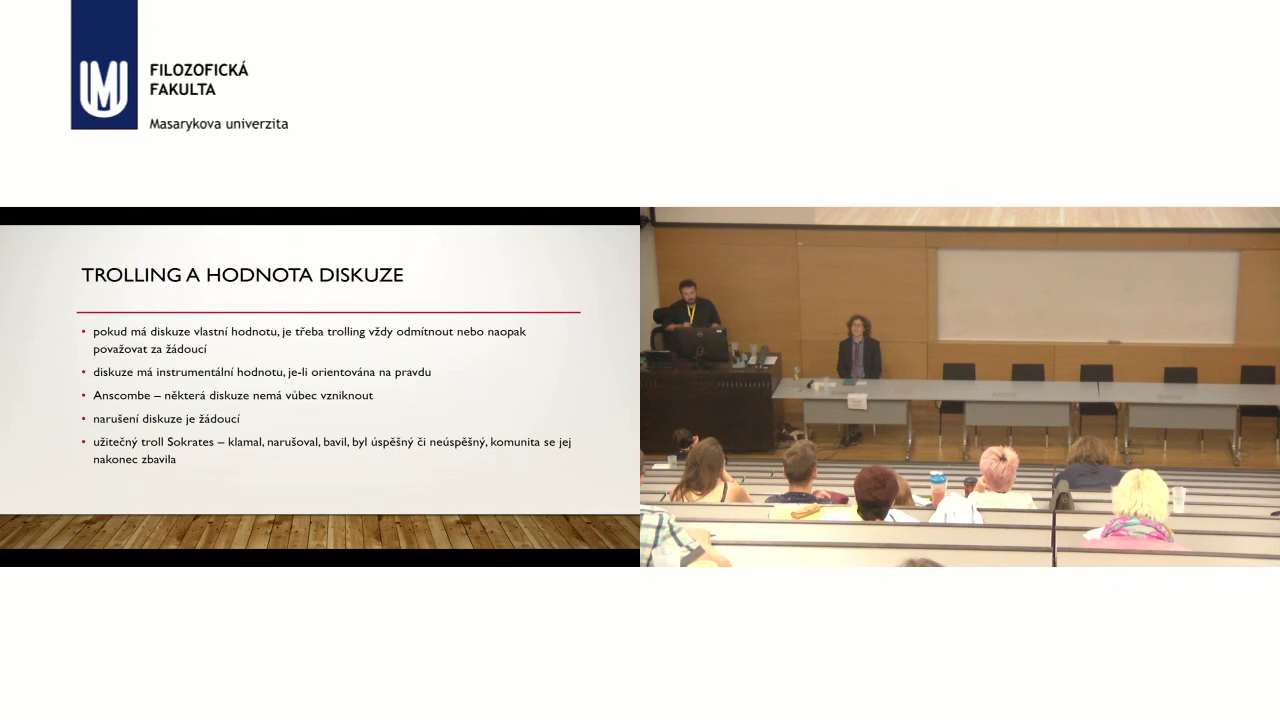 FILOZOFICKÁ
FAKULTA
Masarykova univerzita
TROLLING A HODNOTA DISKUZE
• pokud má diskuze vlastní hodnotu, je třeba trolling vždy odmítnout nebo naopak
považovat za žádoucí
• diskuze má instrumentální hodnotu, je-li orientována na pravdu
• Anscombe – některá diskuze nemá vůbec vzniknout
• narušení diskuze je žádoucí
• užitečný troll Sokrates – klamal, narušoval, bavil, byl úspěšný či neúspěšný, komunita se jej
nakonec zbavila